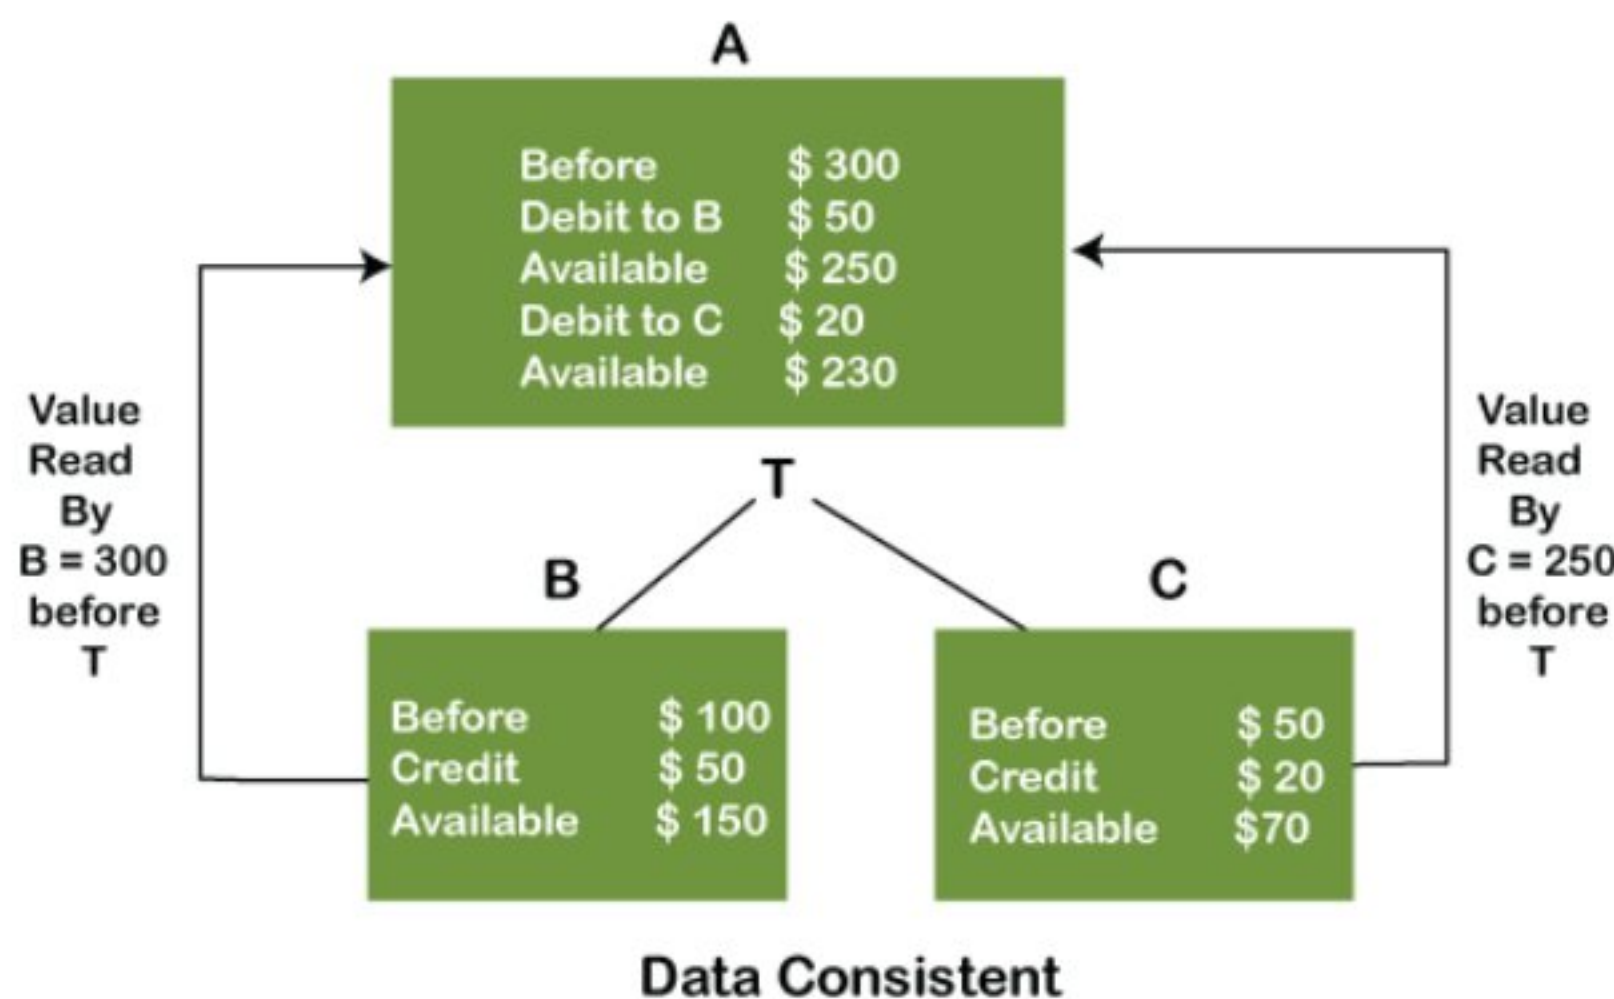 A
Before $ 300
Debit to B $ 50
Available $ 250
Debit to C $ 20
Available $ 230
Value
Read
By
B = 300
before
T
T
B
Before $ 100
Credit $ 50
Available $ 150
C
Before $ 50
Credit $ 20
Available $70
Value
Read
By
C = 250
before
T
Data Consistent